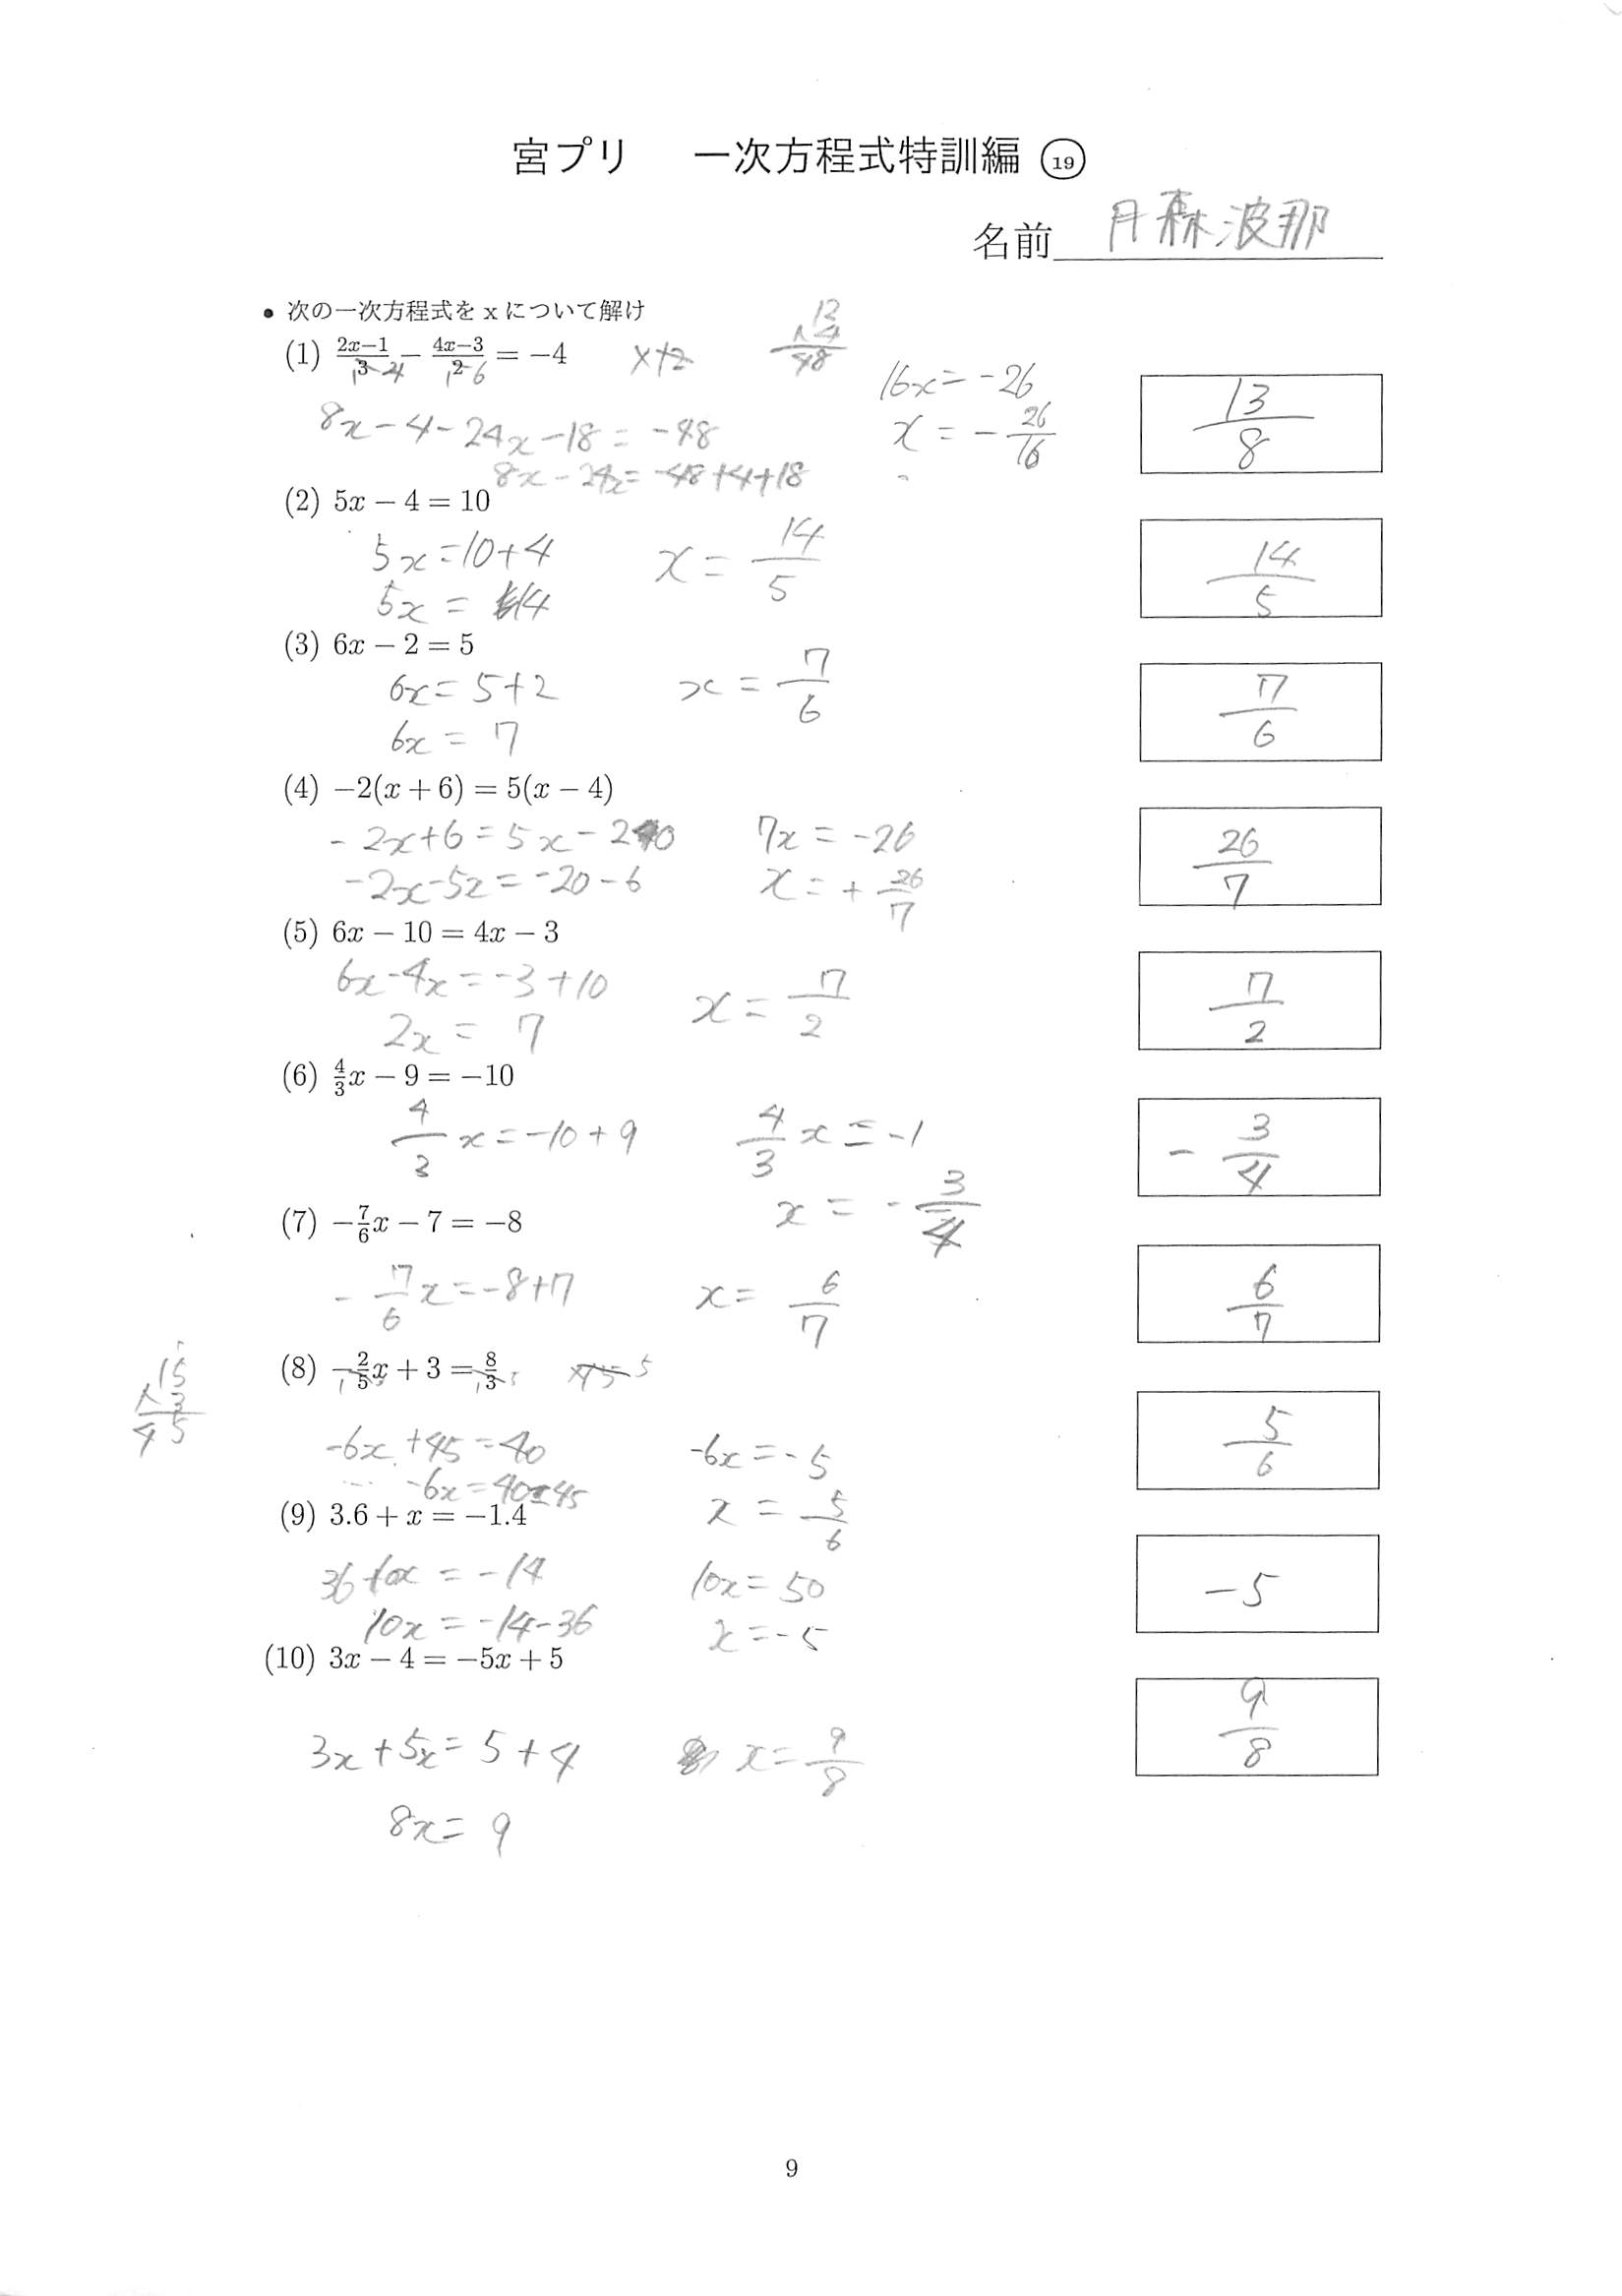 宮プリ 一次方程式特訓編 ⑲
名前 丹森波那
• 次の一次方程式を x について解け
(1) \frac{2x-1}{3} - \frac{4x-3}{2} = -4
×12
12
×4
48
8x-4-24x-18=-48
8x-24x=-48+4+18
16x=-26
x=-\frac{26}{16}
\frac{13}{8}
(2) 5x - 4 = 10
5x=10+4
5x=14
x=\frac{14}{5}
\frac{14}{5}
(3) 6x - 2 = 5
6x=5+2
6x=7
x=\frac{7}{6}
\frac{7}{6}
(4) -2(x + 6) = 5(x - 4)
-2x+6=5x-20
-2x-5x=-20-6
7x=-26
x=+\frac{26}{7}
\frac{26}{7}
(5) 6x - 10 = 4x - 3
6x-4x=-3+10
2x=7
x=\frac{7}{2}
\frac{7}{2}
(6) \frac{4}{3}x - 9 = -10
\frac{4}{3}x=-10+9
\frac{4}{3}x=-1
x=-\frac{3}{4}
-\frac{3}{4}
(7) -\frac{7}{6}x - 7 = -8
-\frac{7}{6}x=-8+7
x=\frac{6}{7}
\frac{6}{7}
(8) -\frac{2}{5}x + 3 = \frac{8}{3}
×15
15
×3
45
-6x+45=40
-6x=40-45
-6x=-5
x=\frac{5}{6}
\frac{5}{6}
(9) 3.6 + x = -1.4
36+10x=-14
10x=-14-36
10x=50
x=-5
-5
(10) 3x - 4 = -5x + 5
3x+5x=5+4
8x=9
x=\frac{9}{8}
\frac{9}{8}
9